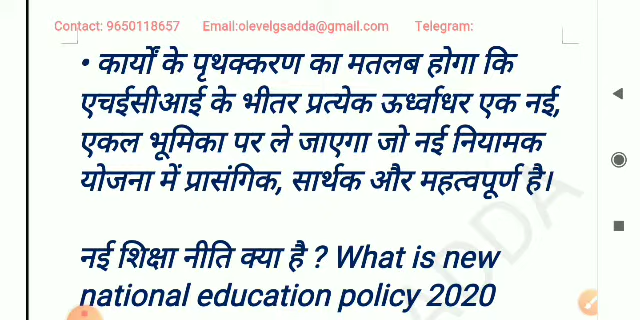 Contact: 9650118657 Email:olevelgsadda@gmail.com Telegram:
• कार्यों के पृथक्करण का मतलब होगा कि
एचईसीआई के भीतर प्रत्येक ऊर्ध्वाधर एक नई,
एकल भूमिका पर ले जाएगा जो नई नियामक
योजना में प्रासंगिक, सार्थक और महत्वपूर्ण है।
नई शिक्षा नीति क्या है ? What is new
national education policy 2020